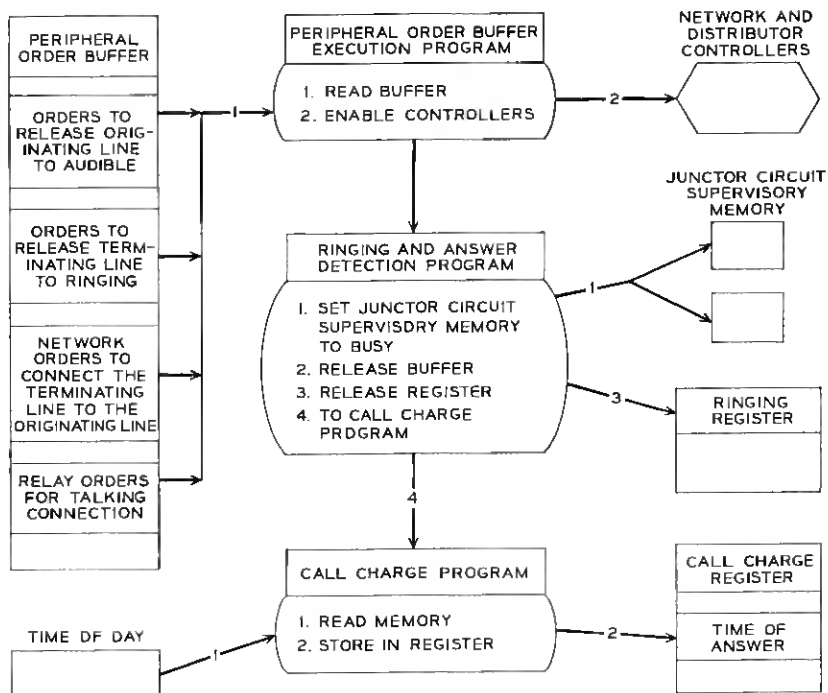 PERIPHERAL
ORDER BUFFER
ORDERS TO
RELEASE ORIG-
INATING LINE
TO AUDIBLE
ORDERS TO
RELEASE TERM-
INATING LINE
TO RINGING
NETWORK
ORDERS TO
CONNECT THE
TERMINATING
LINE TO THE
ORIGINATING LINE
RELAY ORDERS
FOR TALKING
CONNECTION
1
PERIPHERAL ORDER BUFFER
EXECUTION PROGRAM
1. READ BUFFER
2. ENABLE CONTROLLERS
2
NETWORK AND
DISTRIBUTOR
CONTROLLERS
RINGING AND ANSWER
DETECTION PROGRAM
1. SET JUNCTOR CIRCUIT
SUPERVISDRY MEMORY
TO BUSY
2. RELEASE BUFFER
3. RELEASE REGISTER
4. TO CALL CHARGE
PRDGRAM
1
JUNCTOR CIRCUIT
SUPERVISORY
MEMORY
3
RINGING
REGISTER
4
CALL CHARGE PROGRAM
1. READ MEMORY
2. STORE IN REGISTER
TIME DF DAY
1
2
CALL CHARGE
REGISTER
TIME OF
ANSWER